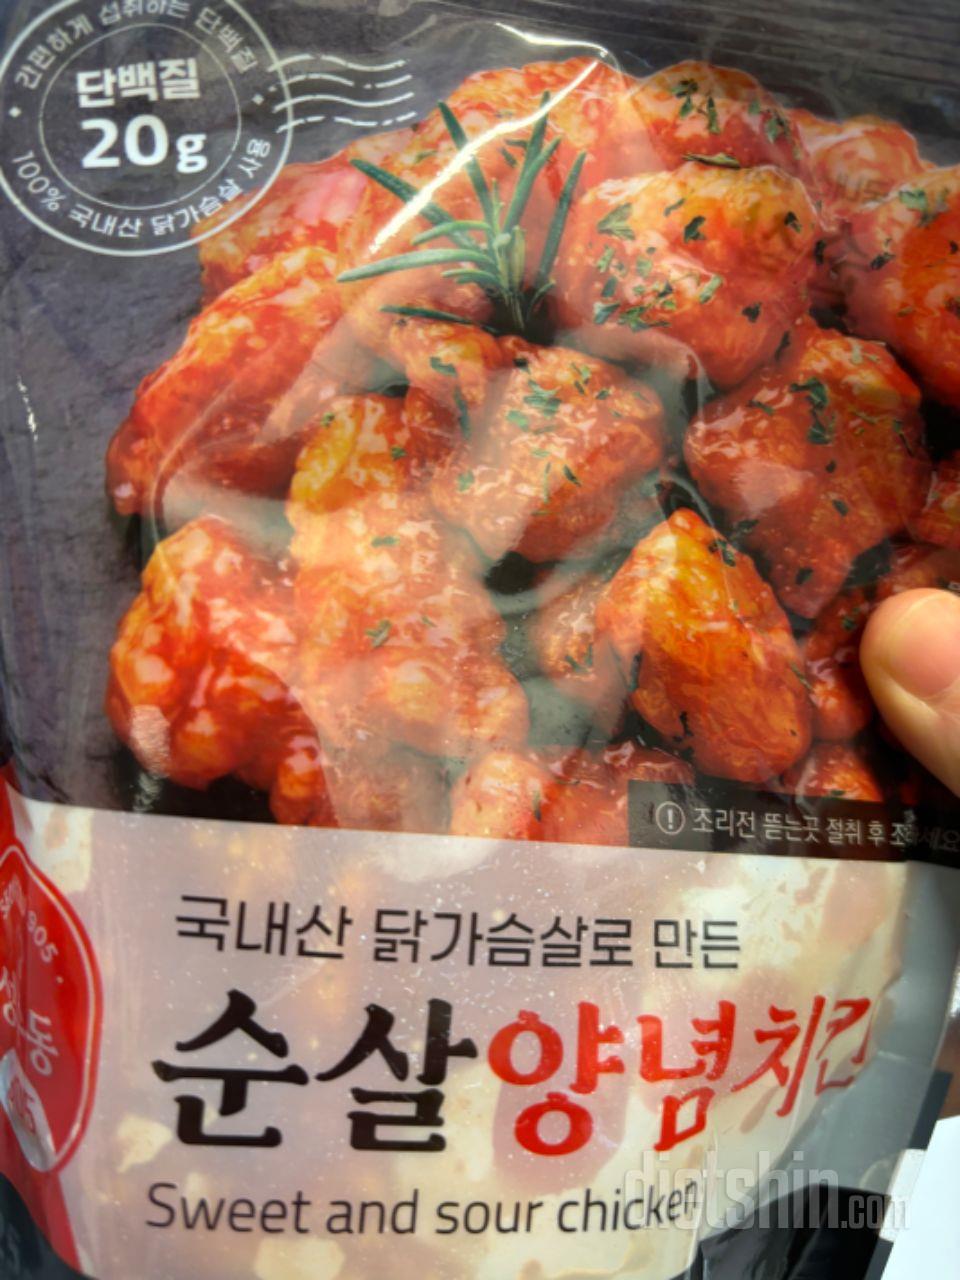 간편하게 섭취하는 단백질
단백질
20g
100% 국내산 닭가슴살 사용
조리전 뜯는곳 절취 후
국내산 닭가슴살로 만든
905
동
순살양념치킨
Sweet and sour chicken
dietshin.com